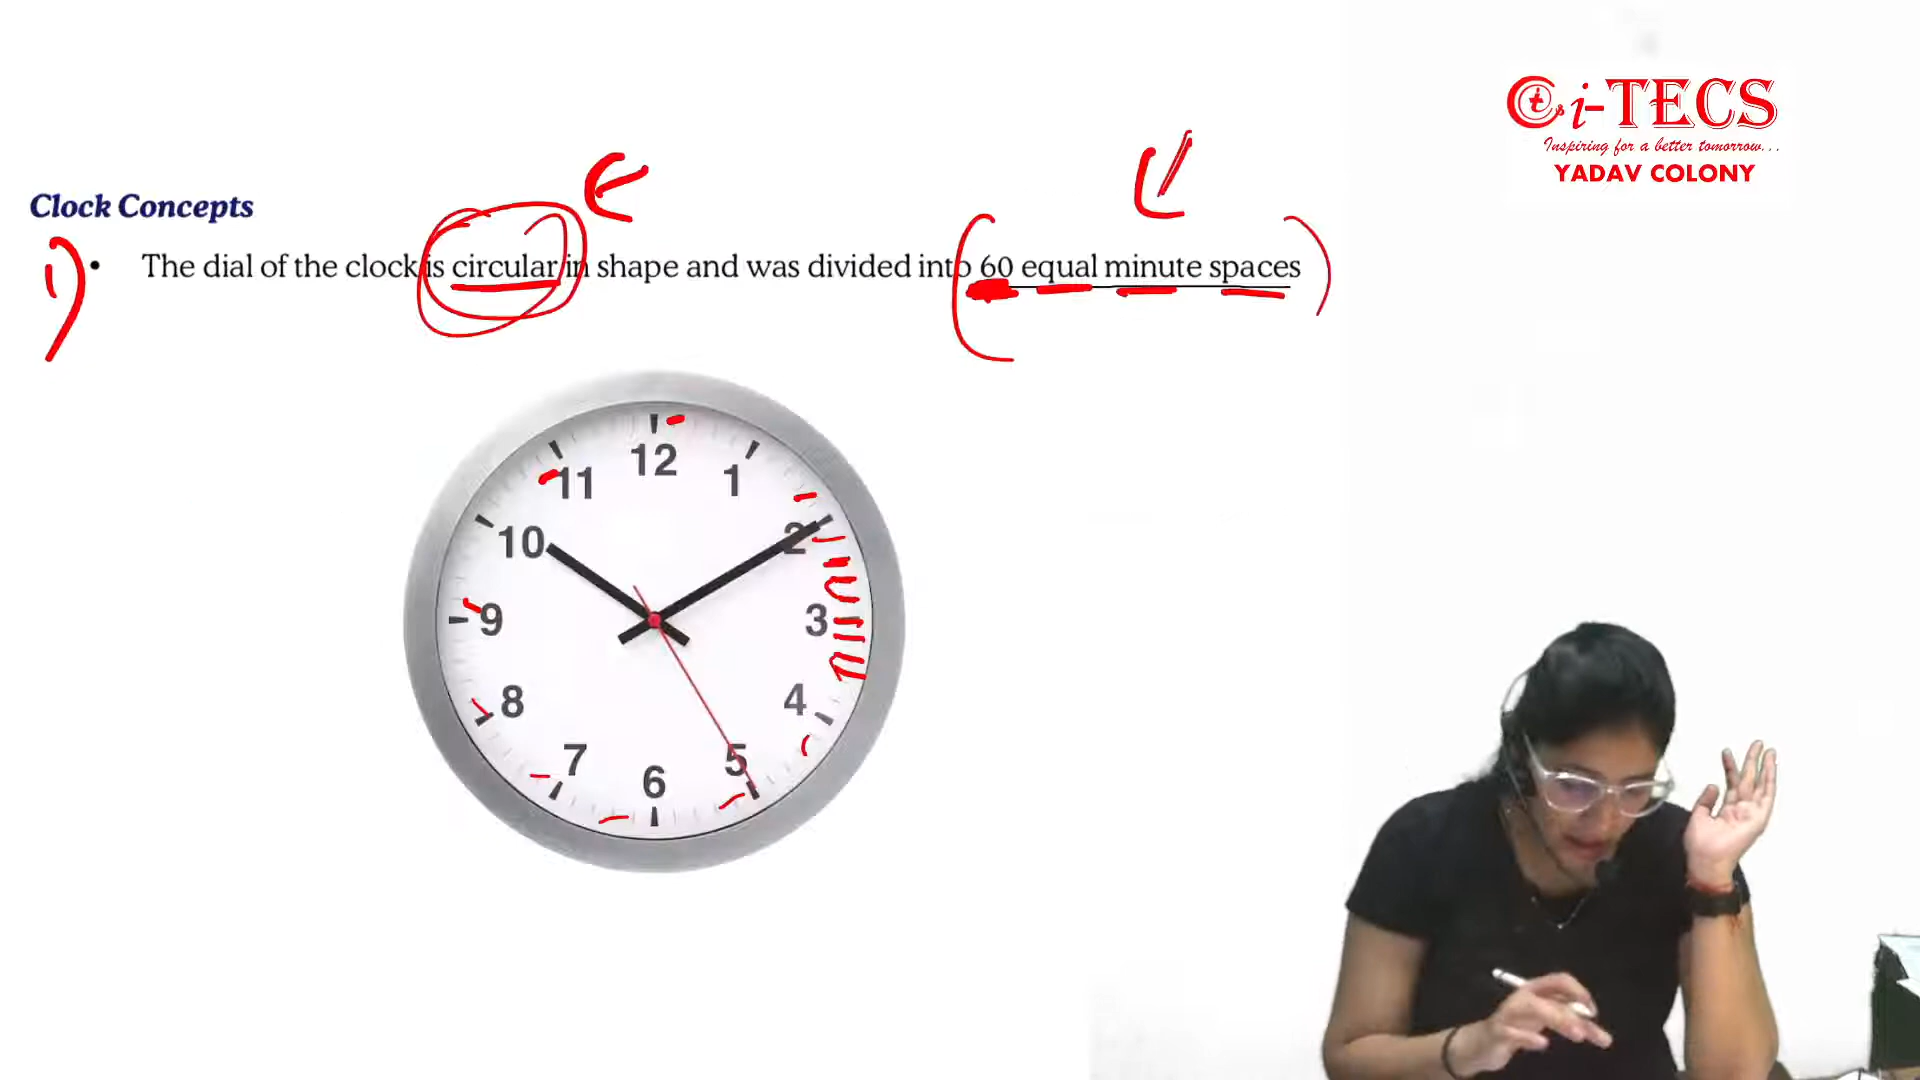 i-TECS
Inspiring for a better tomorrow...
YADAV COLONY
Clock Concepts
1)
• The dial of the clock is circular in shape and was divided into 60 equal minute spaces
12
11
1
10
2
9
3
8
4
7
5
6